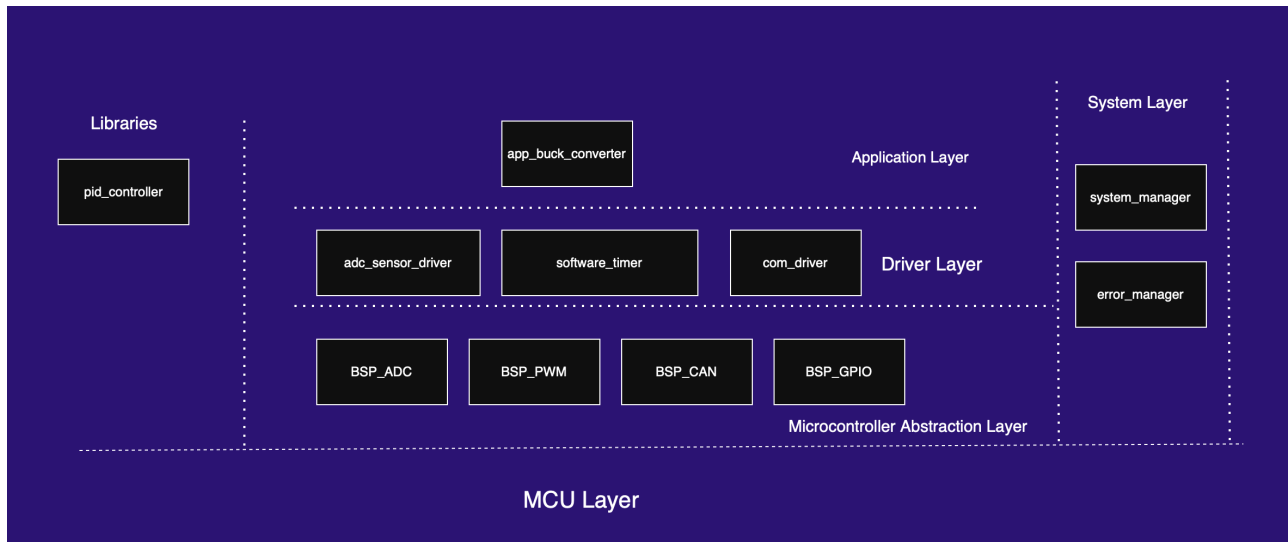 System Layer
Libraries
app_buck_converter
Application Layer
pid_controller
system_manager
adc_sensor_driver
software_timer
com_driver
Driver Layer
error_manager
BSP_ADC
BSP_PWM
BSP_CAN
BSP_GPIO
Microcontroller Abstraction Layer
MCU Layer